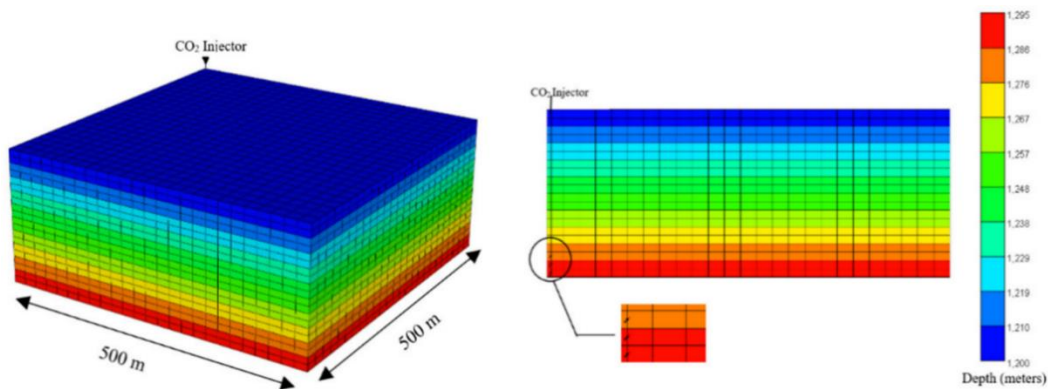 CO₂ Injector
500 m
500 m
CO₂ Injector
1,295
1,286
1,276
1,267
1,257
1,248
1,238
1,229
1,219
1,210
1,200
Depth (meters)